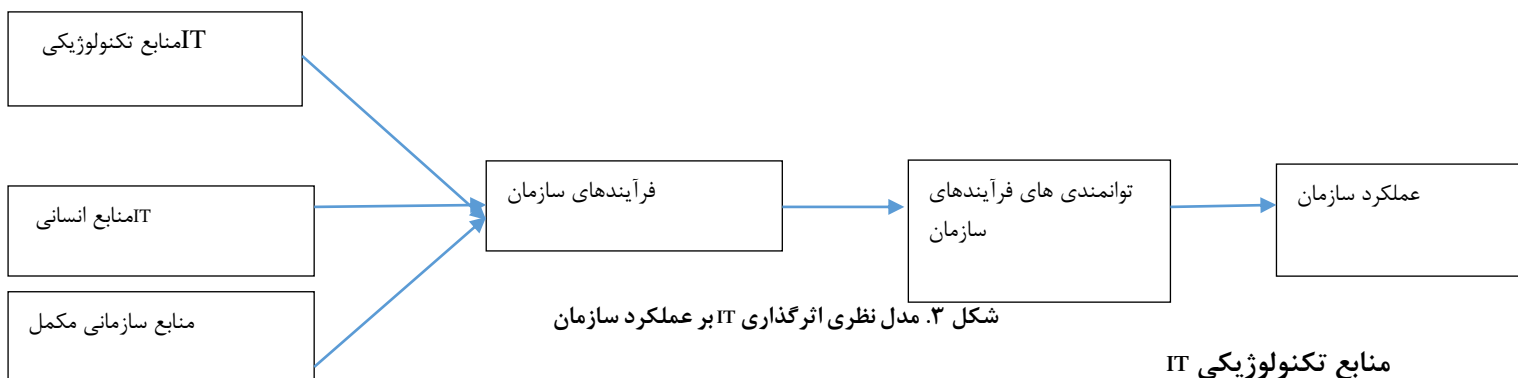 منابع تکنولوژیکی IT
منابع انسانی IT
منابع سازمانی مکمل
فرآیندهای سازمان
توانمندی های فرآیندهای
سازمان
عملکرد سازمان
شکل ۳. مدل نظری اثرگذاری IT بر عملکرد سازمان
منابع تکنولوژیکی IT